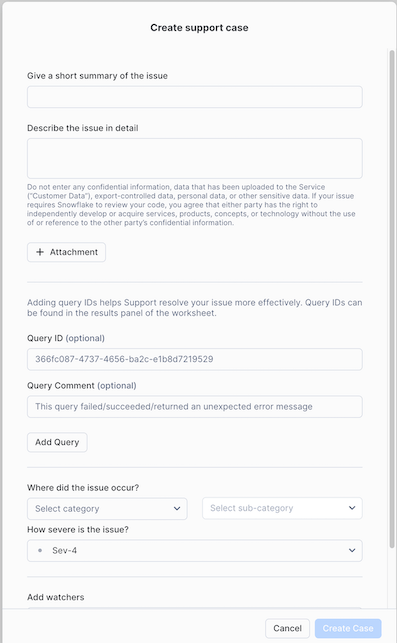 Create support case
Give a short summary of the issue
Describe the issue in detail
Do not enter any confidential information, data that has been uploaded to the Service
("Customer Data"), export-controlled data, personal data, or other sensitive data. If your issue
requires Snowflake to review your code, you agree that either party has the right to
independently develop or acquire services, products, concepts, or technology without the use
of or reference to the other party's confidential information.
+ Attachment
Adding query IDs helps Support resolve your issue more effectively. Query IDs can
be found in the results panel of the worksheet.
Query ID (optional)
366fc087-4737-4656-ba2c-e1b8d7219529
Query Comment (optional)
This query failed/succeeded/returned an unexpected error message
Add Query
Where did the issue occur?
Select category
Select sub-category
How severe is the issue?
Sev-4
Add watchers
Cancel
Create Case